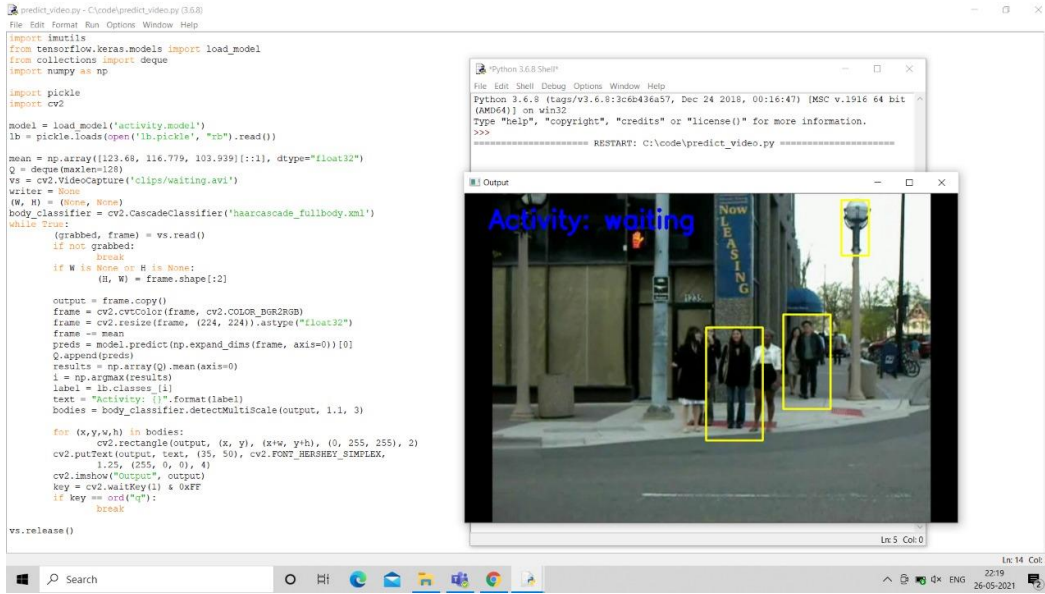 predict_video.py - C:\code\predict_video.py (3.6.8)
File Edit Format Run Options Window Help
import imutils
from tensorflow.keras.models import load_model
from collections import deque
import numpy as np
import pickle
import cv2
model = load_model('activity.model')
lb = pickle.loads(open('lb.pickle', "rb").read())
mean = np.array([123.68, 116.779, 103.939][::1], dtype="float32")
Q = deque(maxlen=128)
vs = cv2.VideoCapture('clips/waiting.avi')
writer = None
(W, H) = (None, None)
body_classifier = cv2.CascadeClassifier('haarcascade_fullbody.xml')
while True:
(grabbed, frame) = vs.read()
if not grabbed:
break
if W is None or H is None:
(H, W) = frame.shape[:2]
output = frame.copy()
frame = cv2.cvtColor(frame, cv2.COLOR_BGR2RGB)
frame = cv2.resize(frame, (224, 224)).astype("float32")
frame -= mean
preds = model.predict(np.expand_dims(frame, axis=0))[0]
Q.append(preds)
results = np.array(Q).mean(axis=0)
i = np.argmax(results)
label = lb.classes_[i]
text = "Activity: {}".format(label)
bodies = body_classifier.detectMultiScale(output, 1.1, 3)
for (x,y,w,h) in bodies:
cv2.rectangle(output, (x, y), (x+w, y+h), (0, 255, 255), 2)
cv2.putText(output, text, (35, 50), cv2.FONT_HERSHEY_SIMPLEX,
1.25, (255, 0, 0), 4)
cv2.imshow("Output", output)
key = cv2.waitKey(1) & 0xFF
if key == ord("q"):
break
vs.release()
*Python 3.6.8 Shell*
File Edit Shell Debug Options Window Help
Python 3.6.8 (tags/v3.6.8:3c6b436a57, Dec 24 2018, 00:16:47) [MSC v.1916 64 bit
(AMD64)] on win32
Type "help", "copyright", "credits" or "license()" for more information.
>>>
===================== RESTART: C:\code\predict_video.py =====================
Output
Activity: waiting
Now
LEASING
1235
Ln: 5 Col: 0
Ln: 14 Col:
Search
ENG
22:19
26-05-2021
2